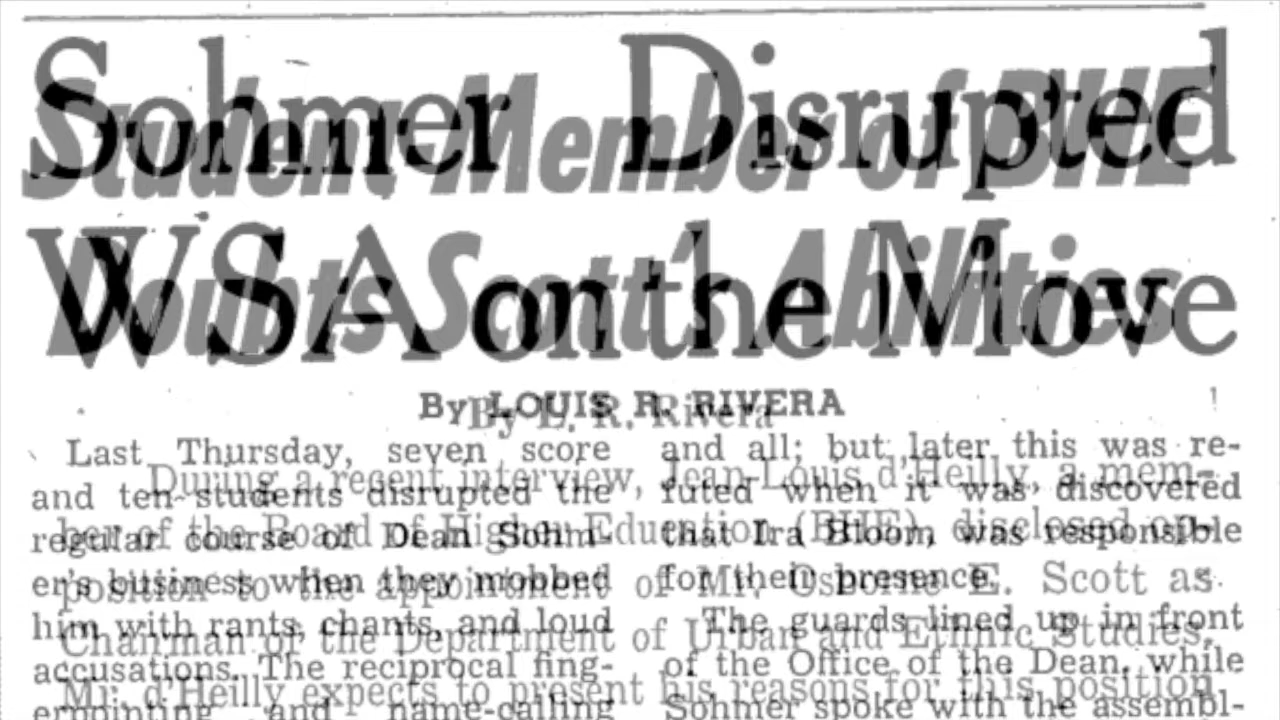 Sohmer Disrupted
WSA on the Move
By LOUIS R. RIVERA
Last Thursday, seven score
and ten students disrupted the
regular course of Dean Sohm-
er's business when they mobbed
him with rants, chants, and loud
accusations. The reciprocal fing-
erpointing and name-calling
and all; but later this was re-
futed when it was discovered
that Ira Bloom, was responsible
for their presence.
The guards lined up in front
of the Office of the Dean, while
Sohmer spoke with the assembl-
Student Member of BHE
Doubts Scott's Abilities
By L. R. Rivera
During a recent interview, Jean-Louis d'Heilly, a mem-
ber of the Board of Higher Education (BHE), disclosed op-
position to the appointment of Mr. Osborne E. Scott as
Chairman of the Department of Urban and Ethnic Studies.
Mr. d'Heilly expects to present his reasons for this position